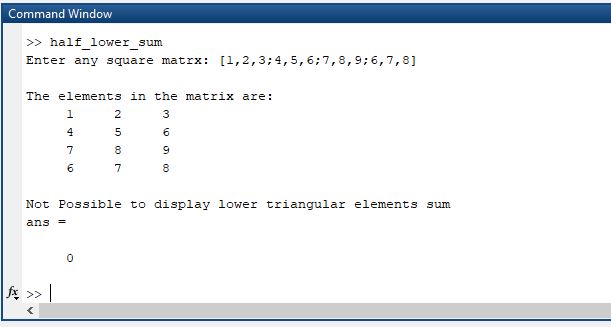 Command Window
>> half_lower_sum
Enter any square matrx: [1,2,3;4,5,6;7,8,9;6,7,8]
The elements in the matrix are:
1 2 3
4 5 6
7 8 9
6 7 8
Not Possible to display lower triangular elements sum
ans =
0
fx >>